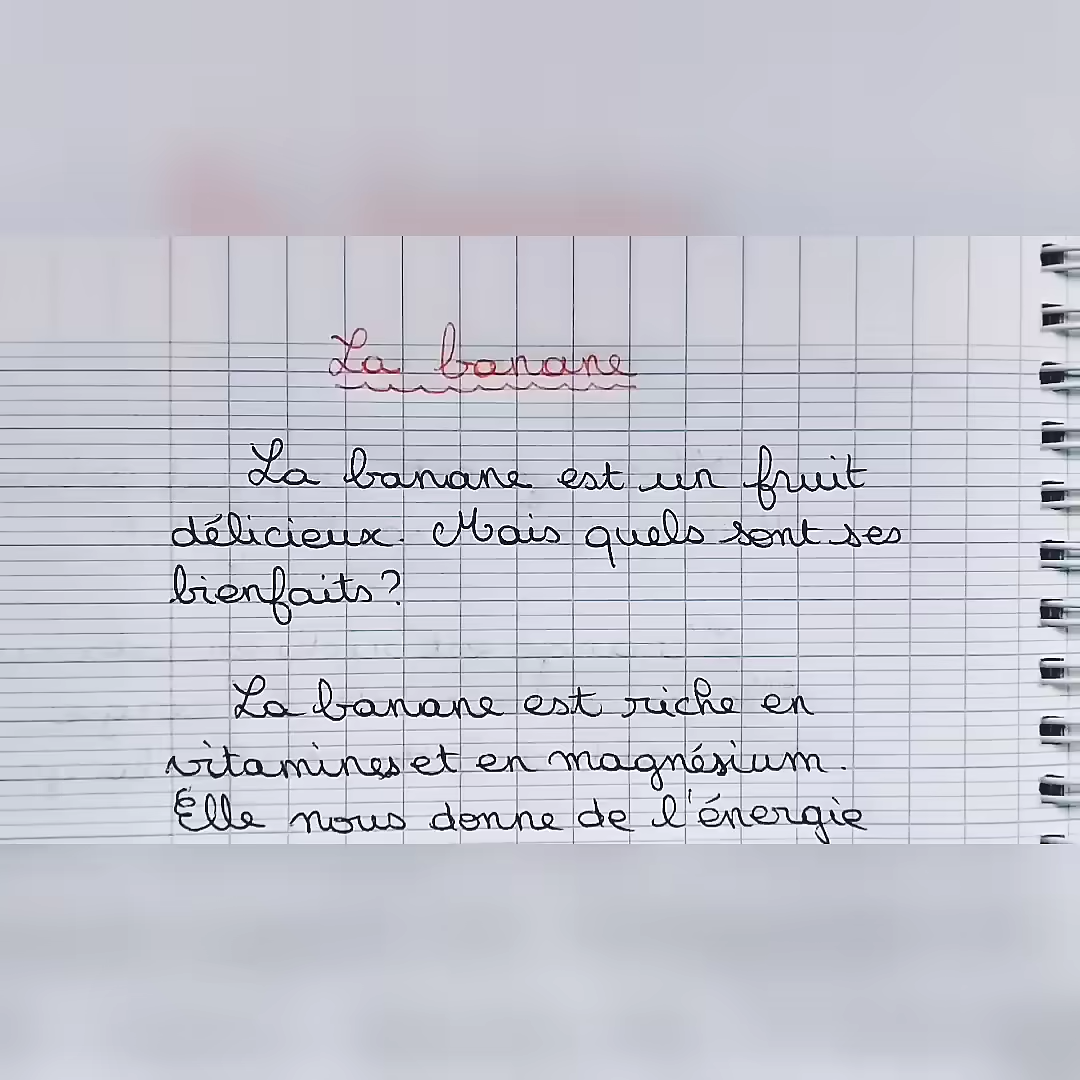 La banane
La banane est un fruit
délicieux. Mais quels sont ses
bienfaits?
La banane est riche en
vitamines et en magnésium.
Elle nous donne de l'énergie